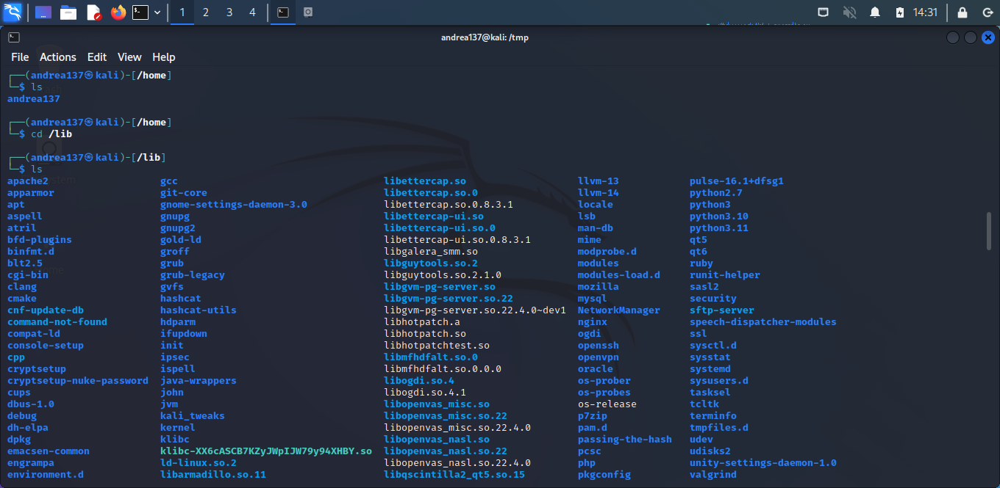 1 2 3 4 14:31
andrea137@kali: /tmp
File Actions Edit View Help
┌──(andrea137㉿kali)-[/home]
└─$ ls
andrea137
┌──(andrea137㉿kali)-[/home]
└─$ cd /lib
┌──(andrea137㉿kali)-[/lib]
└─$ ls
apache2 gcc libettercap.so llvm-13 pulse-16.1+dfsg1
apparmor git-core libettercap.so.0 llvm-14 python2.7
apt gnome-settings-daemon-3.0 libettercap.so.0.8.3.1 locale python3
aspell gnupg libettercap-ui.so lsb python3.10
atril gnupg2 libettercap-ui.so.0 man-db python3.11
bfd-plugins gold-ld libettercap-ui.so.0.8.3.1 mime qt5
binfmt.d groff libgalera_smm.so modprobe.d qt6
blt2.5 grub libguytools.so.2 modules ruby
cgi-bin grub-legacy libguytools.so.2.1.0 modules-load.d runit-helper
clang gvfs libgvm-pg-server.so mozilla sasl2
cmake hashcat libgvm-pg-server.so.22 mysql security
cnf-update-db hashcat-utils libgvm-pg-server.so.22.4.0~dev1 NetworkManager sftp-server
command-not-found hdparm libhotpatch.a nginx speech-dispatcher-modules
compat-ld ifupdown libhotpatch.so ogdi ssl
console-setup init libhotpatchtest.so openssh sysctl.d
cpp ipsec libmfhdfalt.so.0 openvpn sysstat
cryptsetup ispell libmfhdfalt.so.0.0.0 oracle systemd
cryptsetup-nuke-password java-wrappers libogdi.so.4 os-prober sysusers.d
cups john libogdi.so.4.1 os-probes tasksel
dbus-1.0 jvm libopenvas_misc.so os-release tcltk
debug kali_tweaks libopenvas_misc.so.22 p7zip terminfo
dh-elpa kernel libopenvas_misc.so.22.4.0 pam.d tmpfiles.d
dpkg klibc libopenvas_nasl.so passing-the-hash udev
emacsen-common klibc-XX6cASCB7KZyJWpIJW79y94XHBY.so libopenvas_nasl.so.22 pcsc udisks2
engrampa ld-linux.so.2 libopenvas_nasl.so.22.4.0 php unity-settings-daemon-1.0
environment.d libarmadillo.so.11 libqscintilla2_qt5.so.15 pkgconfig valgrind